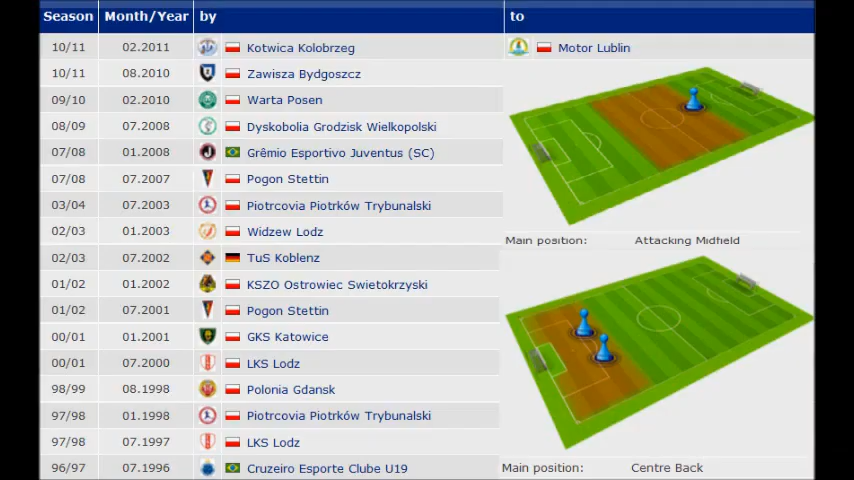 Season Month/Year by to
10/11 02.2011 Kotwica Kolobrzeg Motor Lublin
10/11 08.2010 Zawisza Bydgoszcz
09/10 02.2010 Warta Posen
08/09 07.2008 Dyskobolia Grodzisk Wielkopolski
07/08 01.2008 Grêmio Esportivo Juventus (SC)
07/08 07.2007 Pogon Stettin
03/04 07.2003 Piotrcovia Piotrków Trybunalski
02/03 01.2003 Widzew Lodz
Main position: Attacking Midfield
02/03 07.2002 TuS Koblenz
01/02 01.2002 KSZO Ostrowiec Swietokrzyski
01/02 07.2001 Pogon Stettin
00/01 01.2001 GKS Katowice
00/01 07.2000 LKS Lodz
98/99 08.1998 Polonia Gdansk
97/98 01.1998 Piotrcovia Piotrków Trybunalski
97/98 07.1997 LKS Lodz
96/97 07.1996 Cruzeiro Esporte Clube U19
Main position: Centre Back